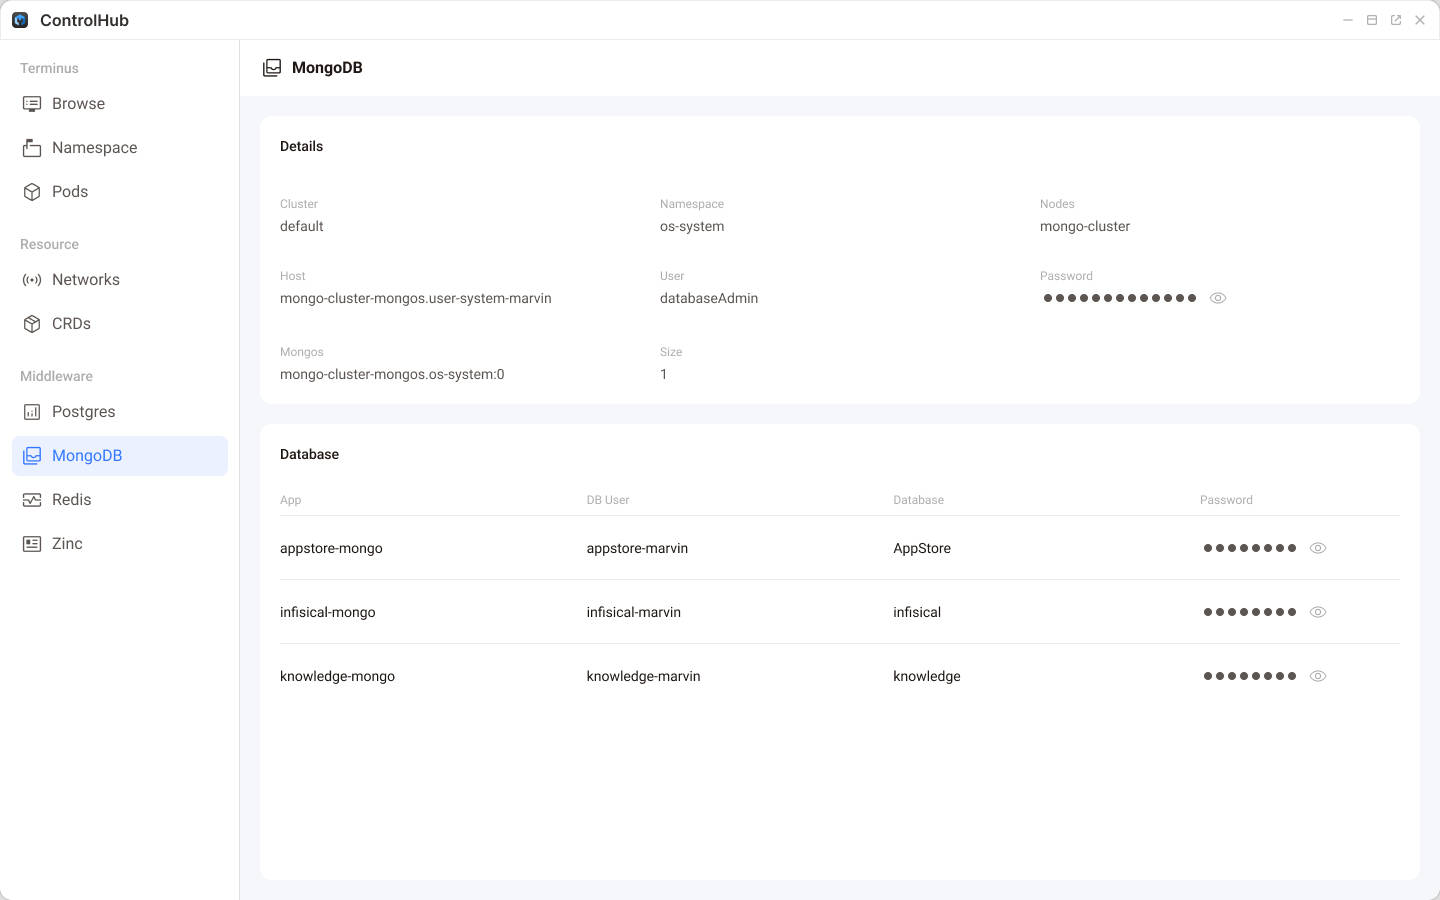 ControlHub
Terminus
Browse
Namespace
Pods
Resource
Networks
CRDs
Middleware
Postgres
MongoDB
Redis
Zinc
MongoDB
Details
Cluster Namespace Nodes
default os-system mongo-cluster
Host User Password
mongo-cluster-mongos.user-system-marvin databaseAdmin
Mongos Size
mongo-cluster-mongos.os-system:0 1
Database
App DB User Database Password
appstore-mongo appstore-marvin AppStore
infisical-mongo infisical-marvin infisical
knowledge-mongo knowledge-marvin knowledge